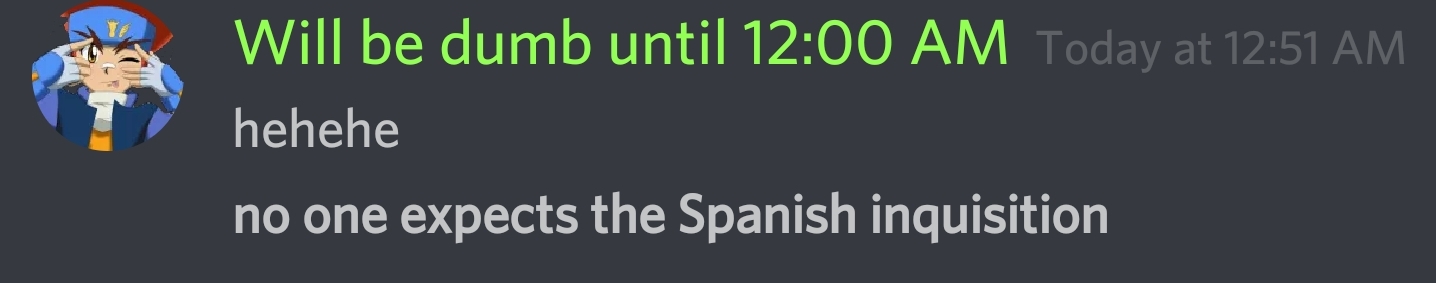 Will be dumb until 12:00 AM Today at 12:51 AM
hehehe
no one expects the Spanish inquisition